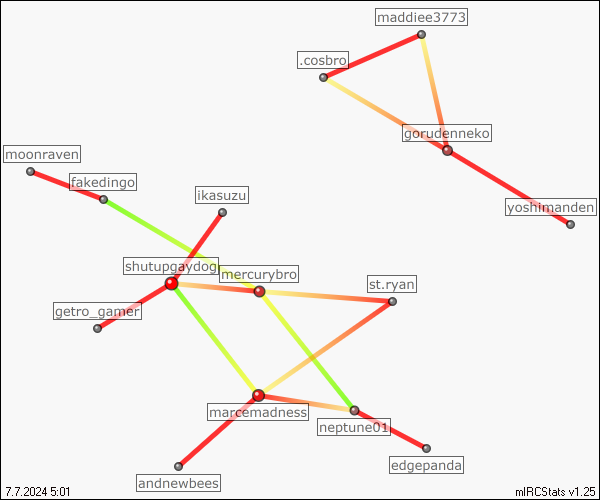 maddiee3773
.cosbro
gorudenneko
moonraven
fakedingo
ikasuzu
yoshimanden
shutupgaydog
mercurybro
st.ryan
getro_gamer
marcemadness
neptune01
edgepanda
andnewbees
7.7.2024 5:01
mIRCStats v1.25